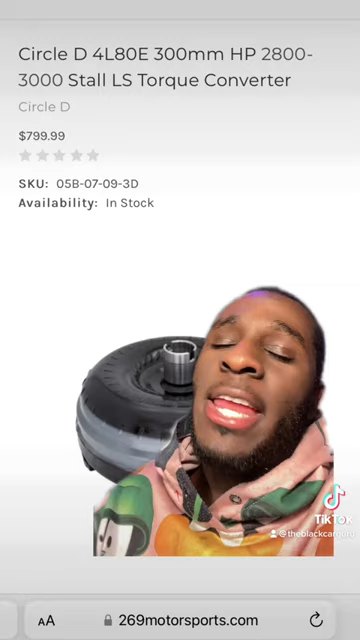 Circle D 4L80E 300mm HP 2800-
3000 Stall LS Torque Converter
Circle D
$799.99
SKU: 05B-07-09-3D
Availability: In Stock
TikTok
AA
269motorsports.com